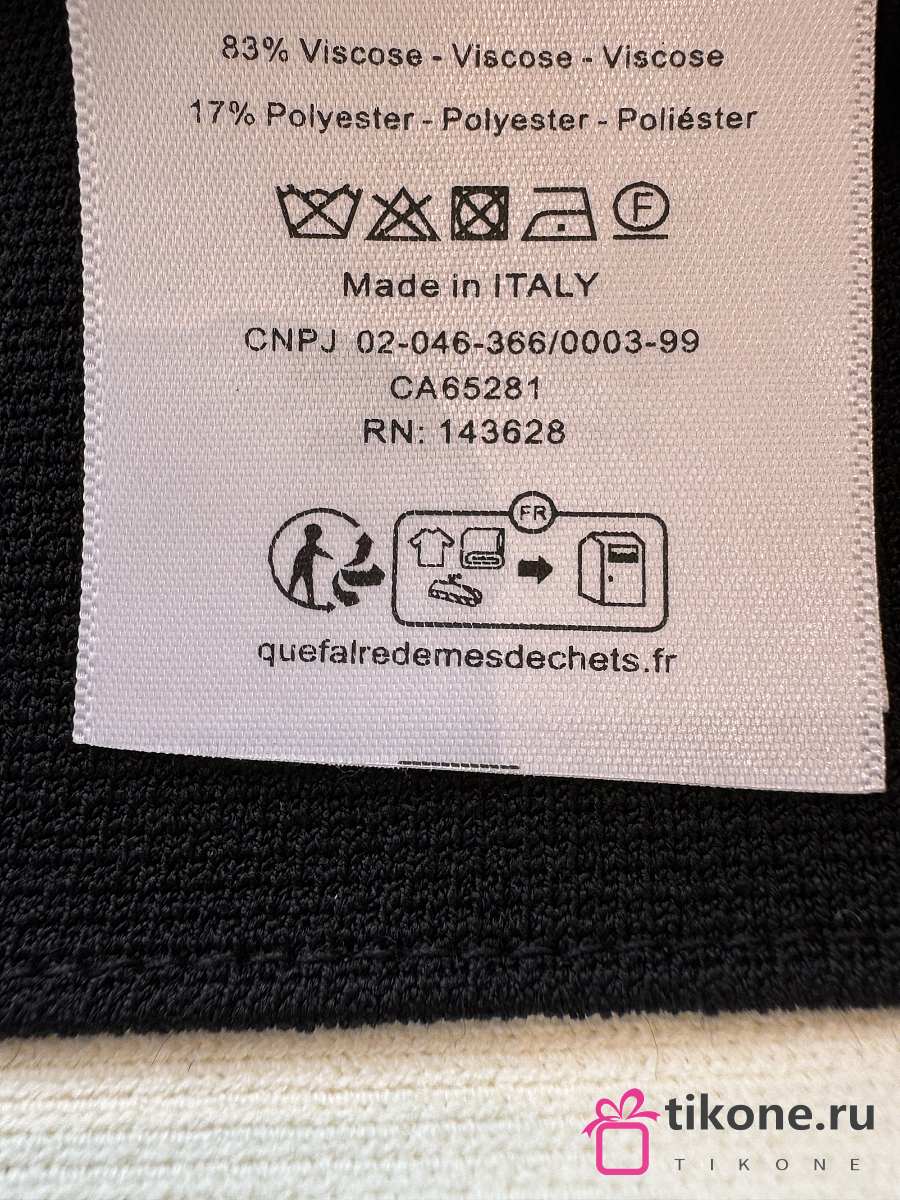 83% Viscose - Viscose - Viscose
17% Polyester - Polyester - Poliéster
F
Made in ITALY
CNPJ 02-046-366/0003-99
CA65281
RN: 143628
FR
quefalredemesdechets.fr
tikone.ru
TIKONE